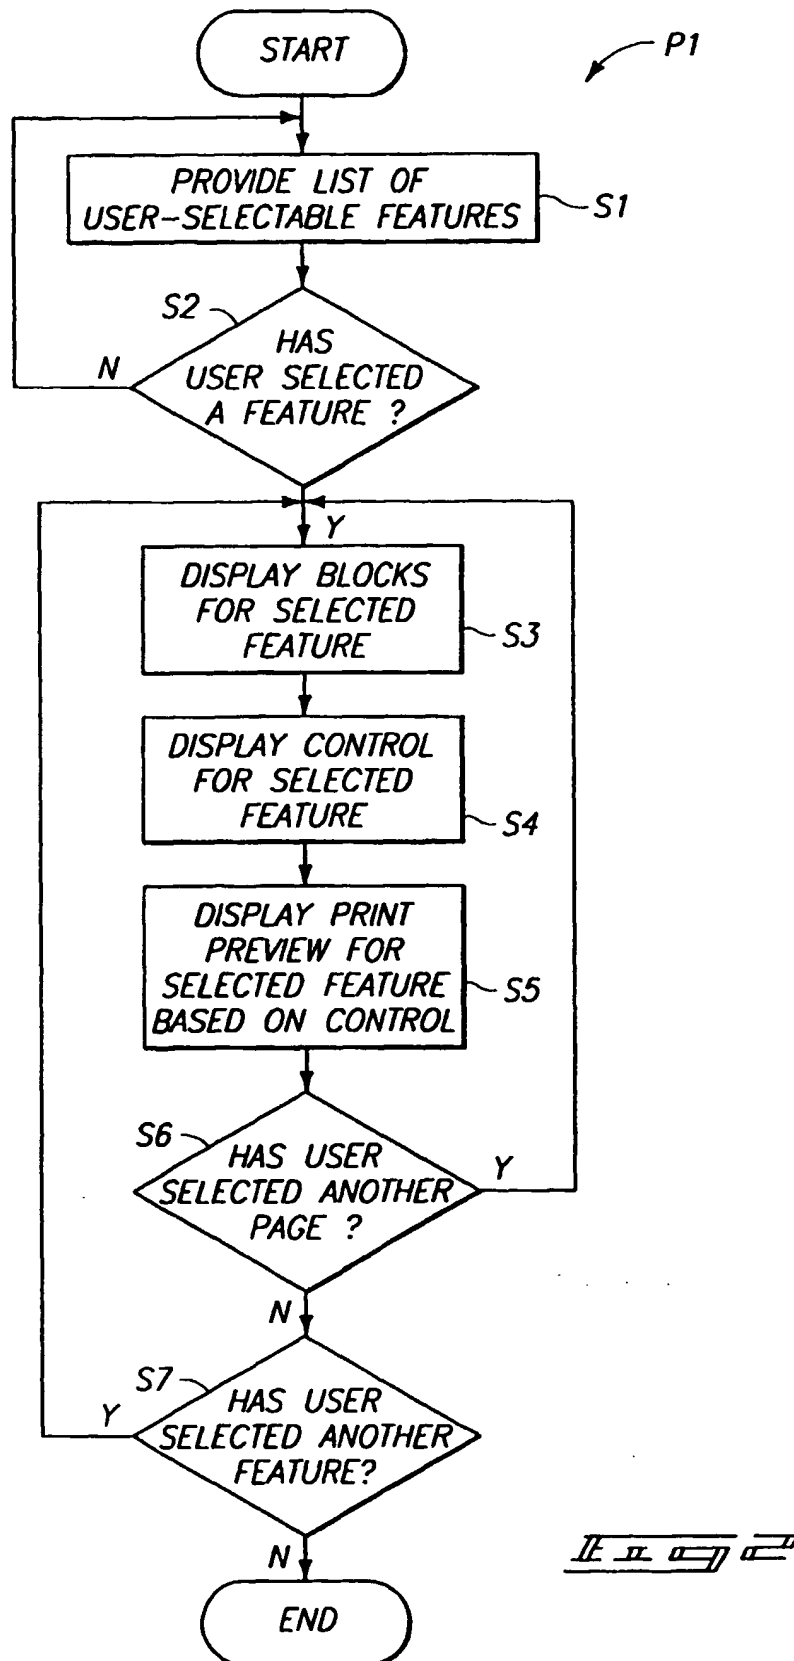 START
P1
PROVIDE LIST OF
USER-SELECTABLE FEATURES
S1
S2
HAS
USER SELECTED
A FEATURE ?
N
Y
DISPLAY BLOCKS
FOR SELECTED
FEATURE
S3
DISPLAY CONTROL
FOR SELECTED
FEATURE
S4
DISPLAY PRINT
PREVIEW FOR
SELECTED FEATURE
BASED ON CONTROL
S5
S6
HAS USER
SELECTED ANOTHER
PAGE ?
Y
N
S7
HAS USER
SELECTED ANOTHER
FEATURE?
Y
N
END
Fig 2